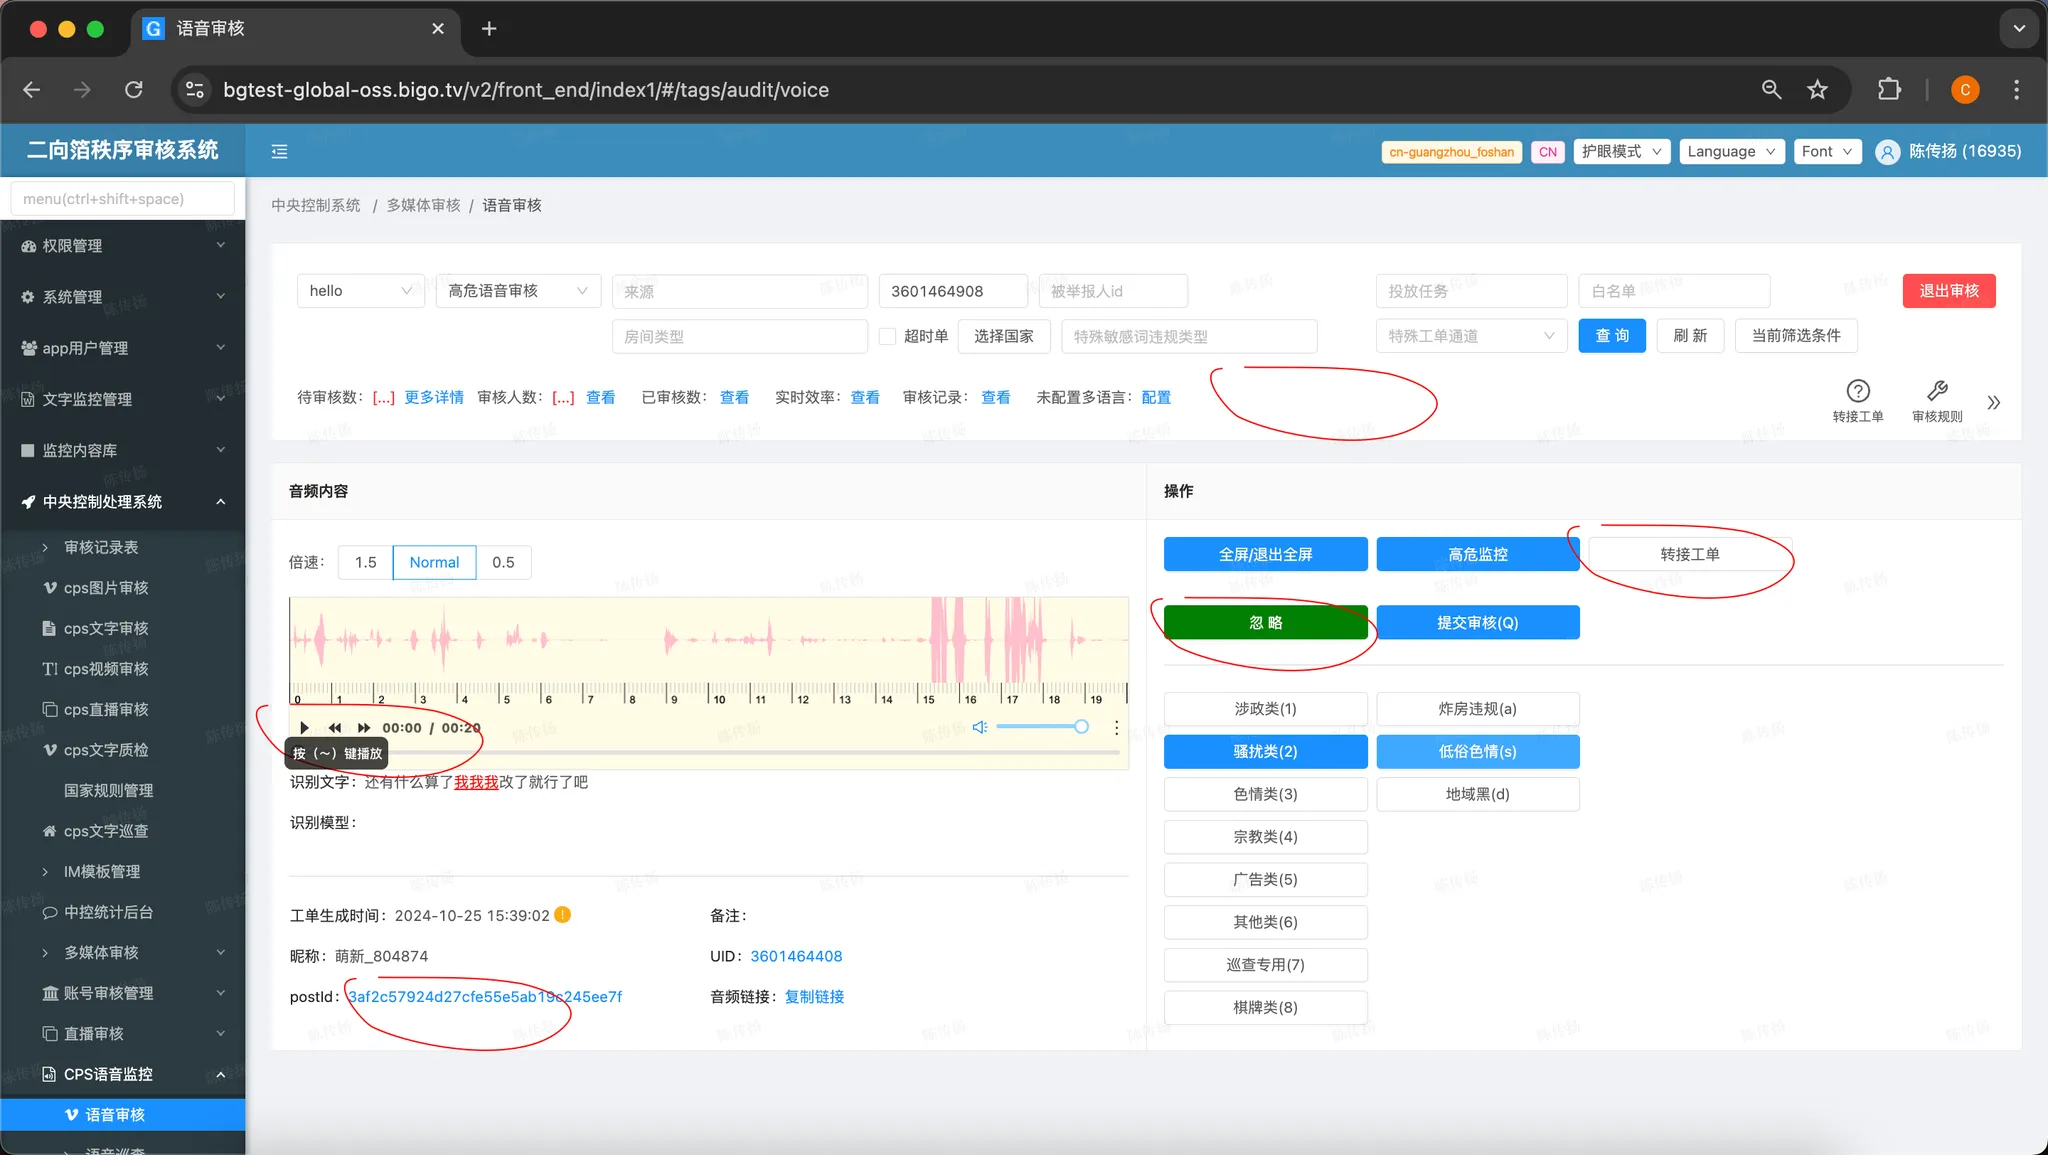 语音审核
bgtest-global-oss.bigo.tv/v2/front_end/index1/#/tags/audit/voice
C
二向箔秩序审核系统
cn-guangzhou_foshan
CN
护眼模式
Language
Font
陈传扬 (16935)
menu(ctrl+shift+space)
权限管理
系统管理
app用户管理
文字监控管理
监控内容库
中央控制处理系统
审核记录表
cps图片审核
cps文字审核
cps视频审核
cps直播审核
cps文字质检
国家规则管理
cps文字巡查
IM模板管理
中控统计后台
多媒体审核
账号审核管理
直播审核
CPS语音监控
语音审核
语音巡查
中央控制系统 / 多媒体审核 / 语音审核
hello 高危语音审核 来源 3601464908 被举报人id 投放任务 白名单 退出审核
房间类型 超时单 选择国家 特殊敏感词违规类型 特殊工单通道 查 询 刷 新 当前筛选条件
待审核数: [...] 更多详情 审核人数: [...] 查看 已审核数: 查看 实时效率: 查看 审核记录: 查看 未配置多语言: 配置
转接工单 审核规则
音频内容
倍速: 1.5 Normal 0.5
0 1 2 3 4 5 6 7 8 9 10 11 12 13 14 15 16 17 18 19
00:00 / 00:20
按（~）键播放
识别文字: 还有什么算了我我我改了就行了吧
识别模型:
工单生成时间: 2024-10-25 15:39:02 备注:
昵称: 萌新_804874 UID: 3601464408
postId: 3af2c57924d27cfe55e5ab19c245ee7f 音频链接: 复制链接
操作
全屏/退出全屏 高危监控 转接工单
忽 略 提交审核(Q)
涉政类(1) 炸房违规(a)
骚扰类(2) 低俗色情(s)
色情类(3) 地域黑(d)
宗教类(4)
广告类(5)
其他类(6)
巡查专用(7)
棋牌类(8)
陈传扬